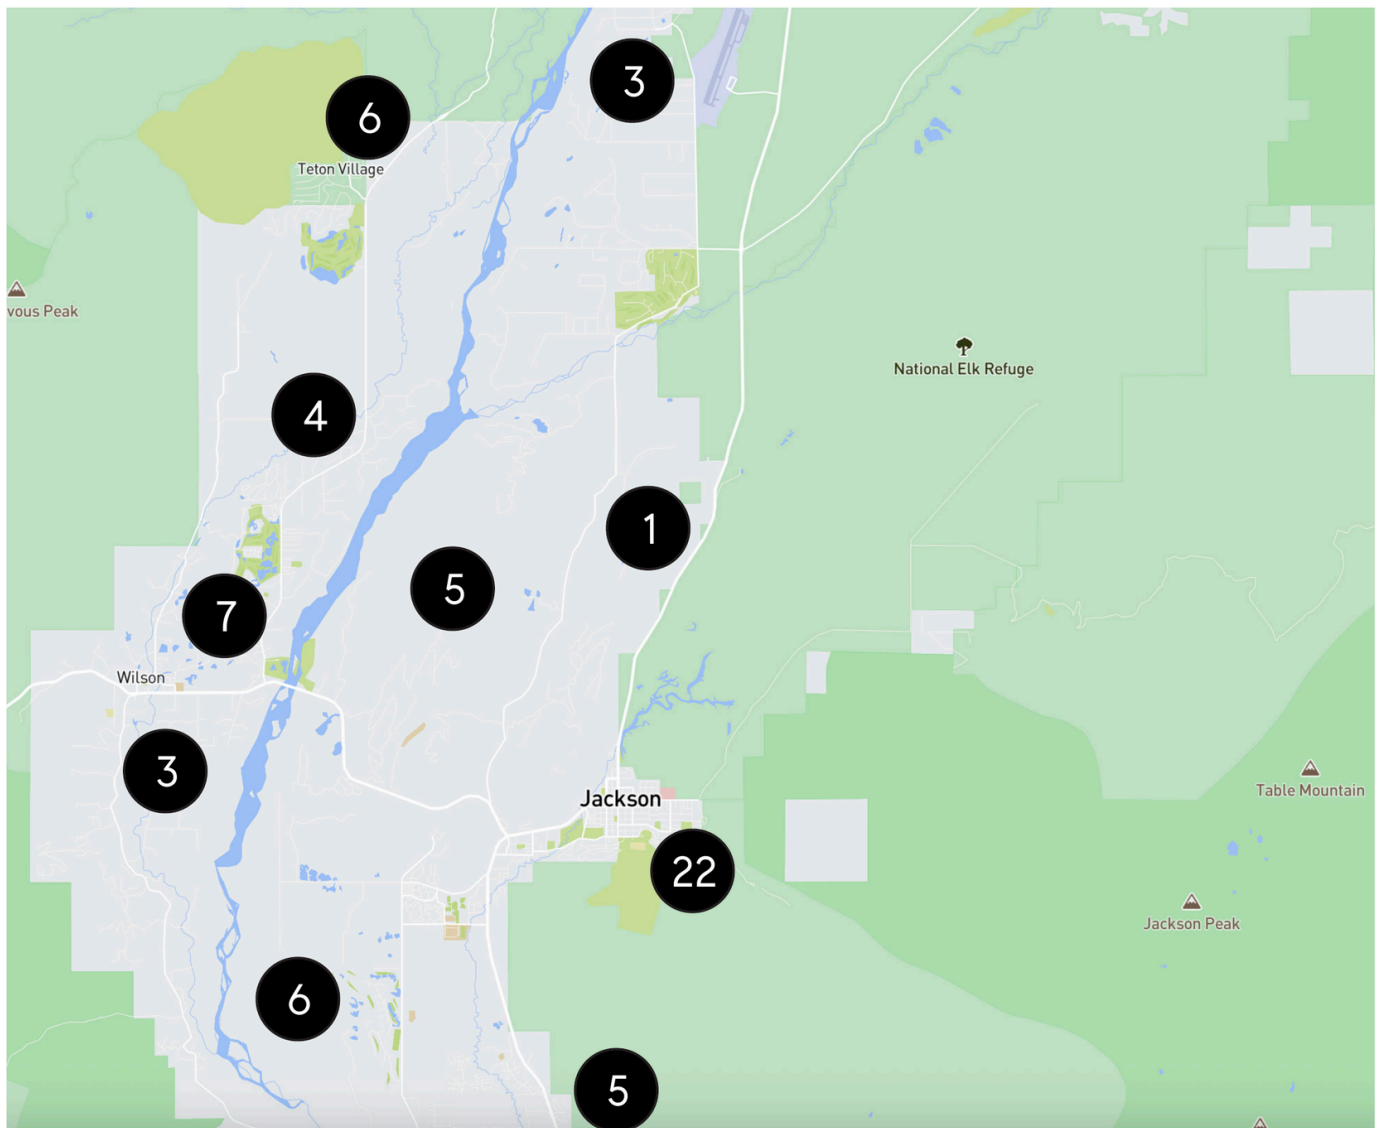 3
6
Teton Village
vous Peak
National Elk Refuge
4
1
5
7
Wilson
3
Jackson
Table Mountain
22
Jackson Peak
6
5